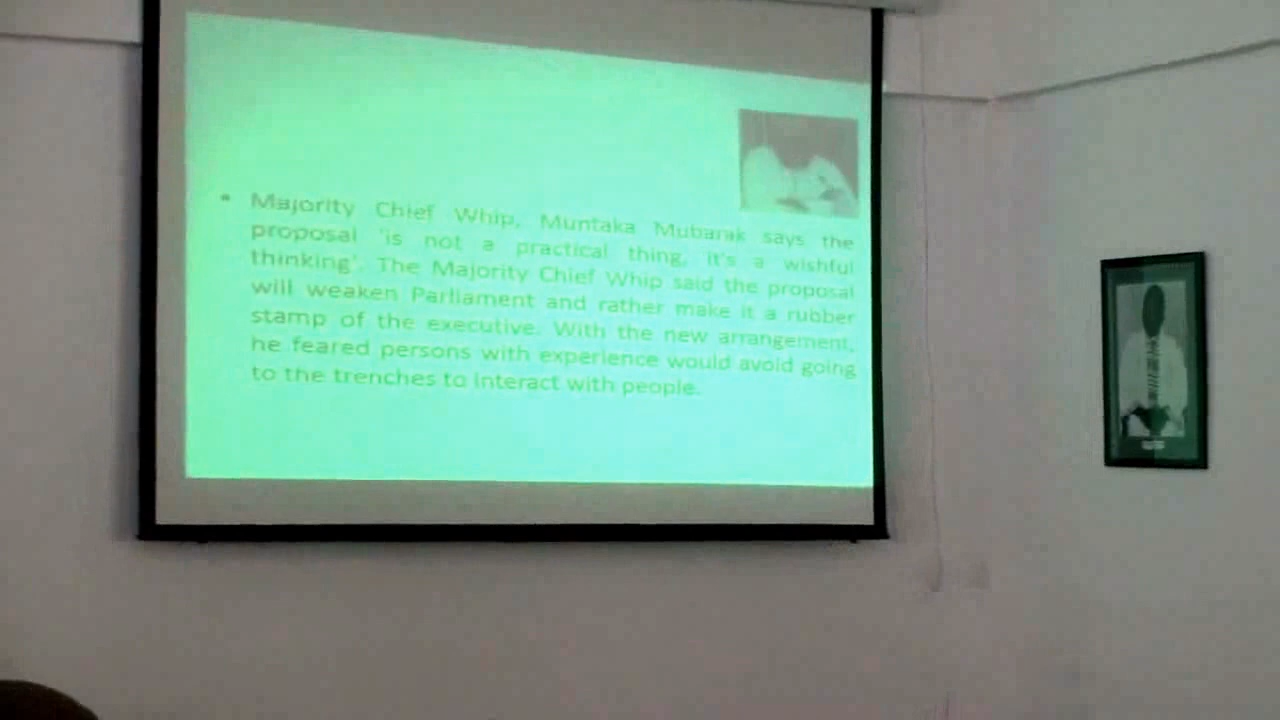 • Majority Chief Whip, Muntaka Mubarak says the
proposal 'is not a practical thing, it's a wishful
thinking'. The Majority Chief Whip said the proposal
will weaken Parliament and rather make it a rubber
stamp of the executive. With the new arrangement,
he feared persons with experience would avoid going
to the trenches to interact with people.